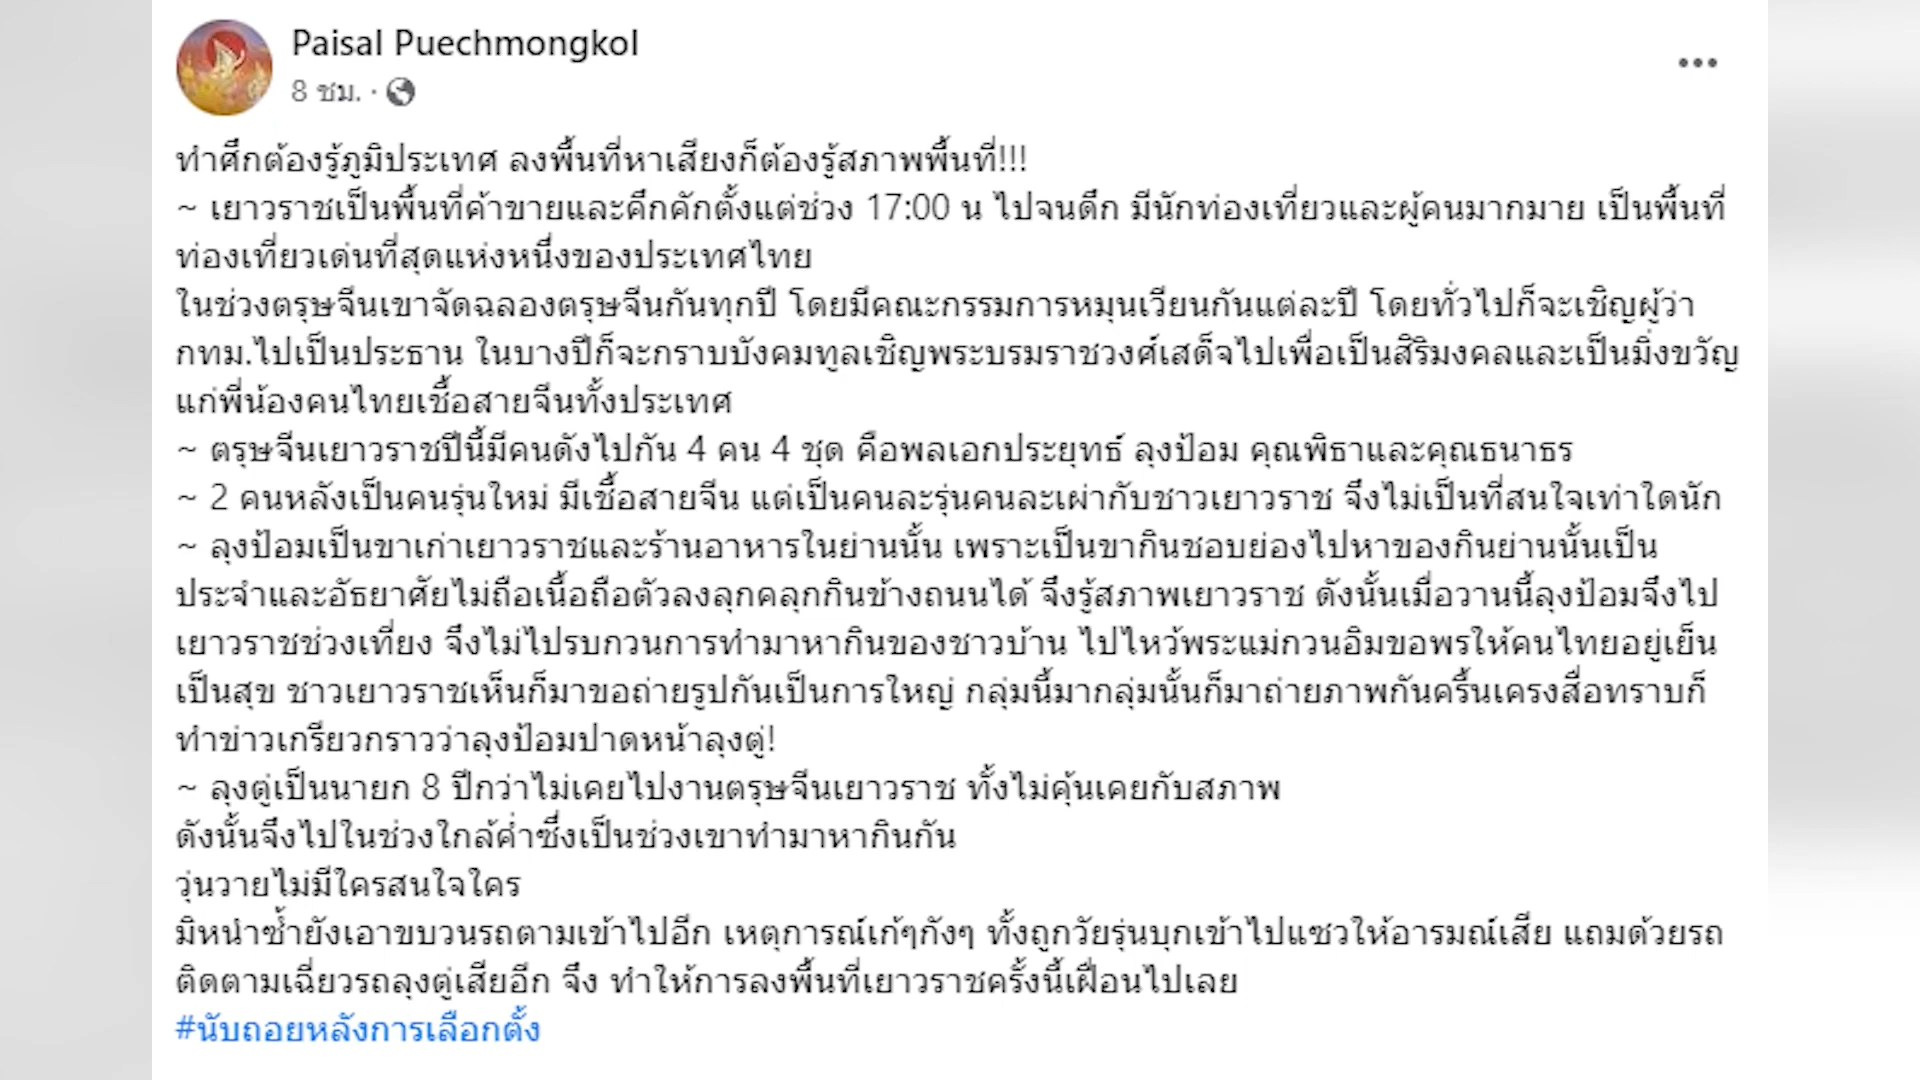 Paisal Puechmongkol
8 ชม. ·
ทำศึกต้องรู้ภูมิประเทศ ลงพื้นที่หาเสียงก็ต้องรู้สภาพพื้นที่!!!
~ เยาวราชเป็นพื้นที่ค้าขายและคึกคักตั้งแต่ช่วง 17:00 น ไปจนดึก มีนักท่องเที่ยวและผู้คนมากมาย เป็นพื้นที่
ท่องเที่ยวเด่นที่สุดแห่งหนึ่งของประเทศไทย
ในช่วงตรุษจีนเขาจัดฉลองตรุษจีนกันทุกปี โดยมีคณะกรรมการหมุนเวียนกันแต่ละปี โดยทั่วไปก็จะเชิญผู้ว่า
กทม.ไปเป็นประธาน ในบางปีก็จะกราบบังคมทูลเชิญพระบรมราชวงศ์เสด็จไปเพื่อเป็นสิริมงคลและเป็นมิ่งขวัญ
แก่พี่น้องคนไทยเชื้อสายจีนทั้งประเทศ
~ ตรุษจีนเยาวราชปีนี้มีคนดังไปกัน 4 คน 4 ชุด คือพลเอกประยุทธ์ ลุงป้อม คุณพิธาและคุณธนาธร
~ 2 คนหลังเป็นคนรุ่นใหม่ มีเชื้อสายจีน แต่เป็นคนละรุ่นคนละเผ่ากับชาวเยาวราช จึงไม่เป็นที่สนใจเท่าใดนัก
~ ลุงป้อมเป็นขาเก่าเยาวราชและร้านอาหารในย่านนั้น เพราะเป็นขากินชอบย่องไปหาของกินย่านนั้นเป็น
ประจำและอัธยาศัยไม่ถือเนื้อถือตัวลงลุกคลุกกินข้างถนนได้ จึงรู้สภาพเยาวราช ดังนั้นเมื่อวานนี้ลุงป้อมจึงไป
เยาวราชช่วงเที่ยง จึงไม่ไปรบกวนการทำมาหากินของชาวบ้าน ไปไหว้พระแม่กวนอิมขอพรให้คนไทยอยู่เย็น
เป็นสุข ชาวเยาวราชเห็นก็มาขอถ่ายรูปกันเป็นการใหญ่ กลุ่มนี้มากลุ่มนั้นก็มาถ่ายภาพกันครื้นเครงสื่อทราบก็
ทำข่าวเกรียวกราวว่าลุงป้อมปาดหน้าลุงตู่!
~ ลุงตู่เป็นนายก 8 ปีกว่าไม่เคยไปงานตรุษจีนเยาวราช ทั้งไม่คุ้นเคยกับสภาพ
ดังนั้นจึงไปในช่วงใกล้ค่ำซึ่งเป็นช่วงเขาทำมาหากินกัน
วุ่นวายไม่มีใครสนใจใคร
มิหนำซ้ำยังเอาขบวนรถตามเข้าไปอีก เหตุการณ์เก้ๆกังๆ ทั้งถูกวัยรุ่นบุกเข้าไปแซวให้อารมณ์เสีย แถมด้วยรถ
ติดตามเฉี่ยวรถลุงตู่เสียอีก จึง ทำให้การลงพื้นที่เยาวราชครั้งนี้เฝื่อนไปเลย
#นับถอยหลังการเลือกตั้ง